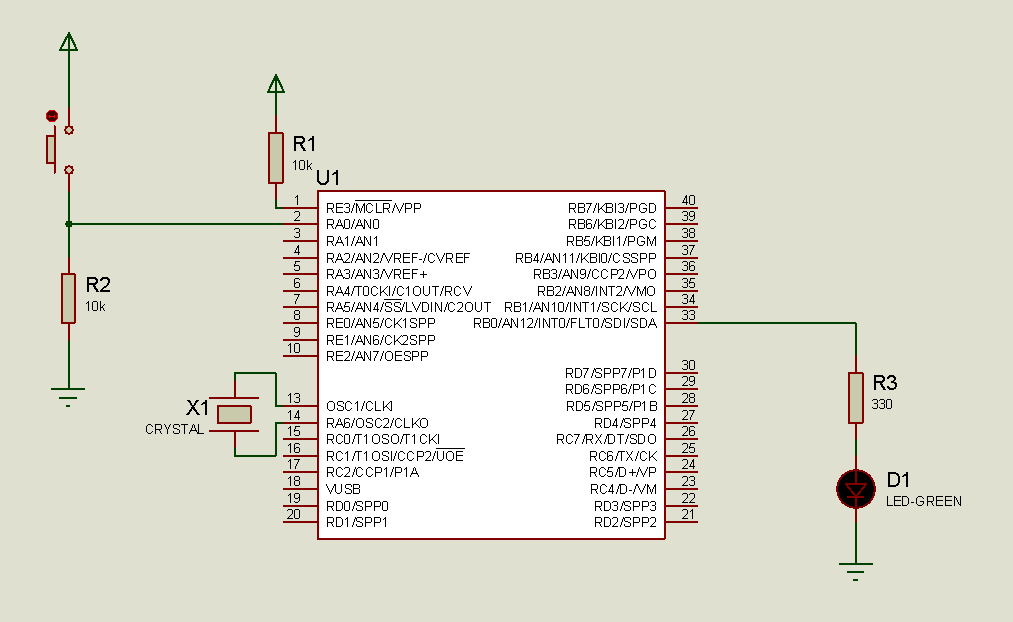 R1
10k
U1
R2
10k
X1
CRYSTAL
1 RE3/MCLR/VPP
2 RA0/AN0
3 RA1/AN1
4 RA2/AN2/VREF-/CVREF
5 RA3/AN3/VREF+
6 RA4/T0CKI/C1OUT/RCV
7 RA5/AN4/SS/LVDIN/C2OUT
8 RE0/AN5/CK1SPP
9 RE1/AN6/CK2SPP
10 RE2/AN7/OESPP
13 OSC1/CLKI
14 RA6/OSC2/CLKO
15 RC0/T1OSO/T1CKI
16 RC1/T1OSI/CCP2/UOE
17 RC2/CCP1/P1A
18 VUSB
19 RD0/SPP0
20 RD1/SPP1
RB7/KBI3/PGD 40
RB6/KBI2/PGC 39
RB5/KBI1/PGM 38
RB4/AN11/KBI0/CSSPP 37
RB3/AN9/CCP2/VPO 36
RB2/AN8/INT2/VMO 35
RB1/AN10/INT1/SCK/SCL 34
RB0/AN12/INT0/FLT0/SDI/SDA 33
RD7/SPP7/P1D 30
RD6/SPP6/P1C 29
RD5/SPP5/P1B 28
RD4/SPP4 27
RC7/RX/DT/SDO 26
RC6/TX/CK 25
RC5/D+/VP 24
RC4/D-/VM 23
RD3/SPP3 22
RD2/SPP2 21
R3
330
D1
LED-GREEN